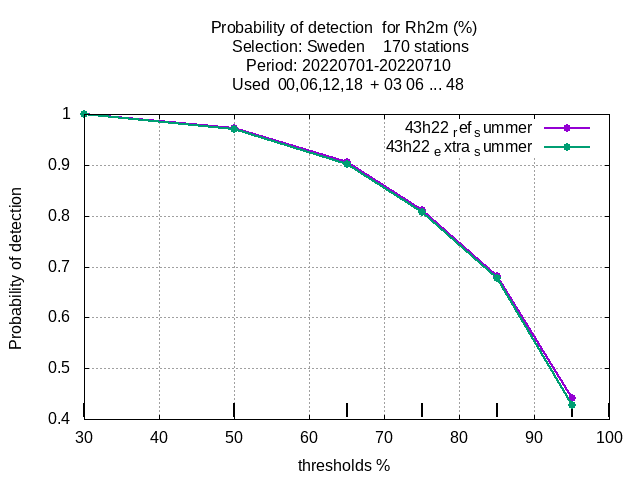 Probability of detection  for Rh2m (%)
Selection: Sweden    170 stations
Period: 20220701-20220710
Used  00,06,12,18  + 03 06 ... 48
43h22 ref summer
43h22 extra summer
1
0.9
0.8
0.7
0.6
0.5
0.4
Probability of detection
30 40 50 60 70 80 90 100
thresholds %